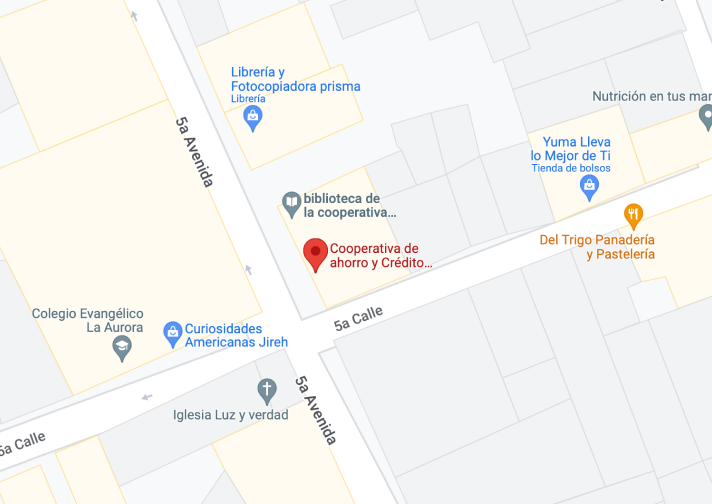 Librería y
Fotocopiadora prisma
Librería
Nutrición en tus mar
5a Avenida
Yuma Lleva
lo Mejor de Ti
Tienda de bolsos
biblioteca de
la cooperativa…
Del Trigo Panadería
y Pastelería
Cooperativa de
ahorro y Crédito…
5a Calle
Colegio Evangélico
La Aurora
Curiosidades
Americanas Jireh
5a Avenida
Iglesia Luz y verdad
5a Calle